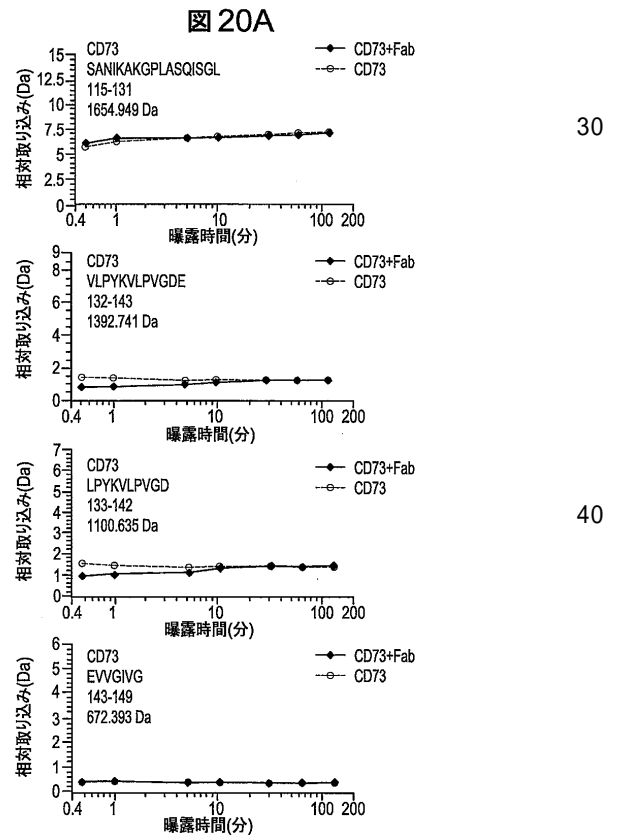 図20A
CD73
SANIKAKGPLASQISGL
115-131
1654.949 Da
CD73+Fab
CD73
相対取り込み(Da)
15
12.5
10
7.5
5
2.5
0
0.4 1 10 100 200
曝露時間(分)
30
CD73
VLPYKVLPVGDE
132-143
1392.741 Da
CD73+Fab
CD73
相対取り込み(Da)
9
8
6
4
2
0
0.4 1 10 100 200
曝露時間(分)
CD73
LPYKVLPVGD
133-142
1100.635 Da
CD73+Fab
CD73
相対取り込み(Da)
7
6
5
4
3
2
1
0
0.4 1 10 100 200
曝露時間(分)
40
CD73
EVVGIVG
143-149
672.393 Da
CD73+Fab
CD73
相対取り込み(Da)
6
5
4
3
2
1
0
0.4 1 10 100 200
曝露時間(分)